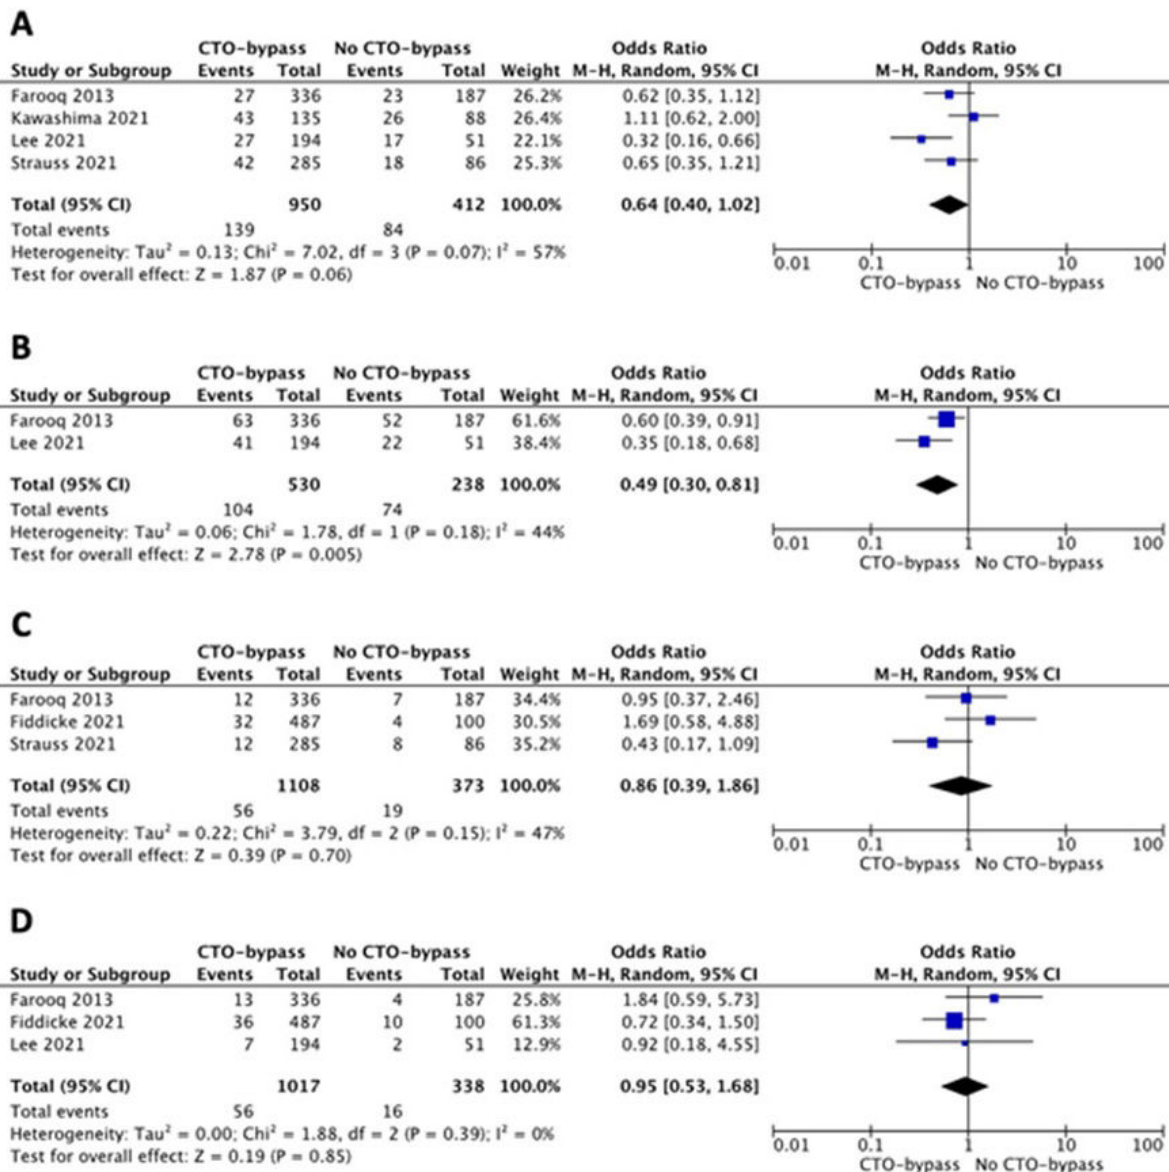 A
CTO-bypass No CTO-bypass Odds Ratio Odds Ratio
Study or Subgroup Events Total Events Total Weight M-H, Random, 95% CI M-H, Random, 95% CI
Farooq 2013 27 336 23 187 26.2% 0.62 [0.35, 1.12]
Kawashima 2021 43 135 26 88 26.4% 1.11 [0.62, 2.00]
Lee 2021 27 194 17 51 22.1% 0.32 [0.16, 0.66]
Strauss 2021 42 285 18 86 25.3% 0.65 [0.35, 1.21]
Total (95% CI) 950 412 100.0% 0.64 [0.40, 1.02]
Total events 139 84
Heterogeneity: Tau² = 0.13; Chi² = 7.02, df = 3 (P = 0.07); I² = 57%
Test for overall effect: Z = 1.87 (P = 0.06)
0.01 0.1 1 10 100
CTO-bypass No CTO-bypass
B
CTO-bypass No CTO-bypass Odds Ratio Odds Ratio
Study or Subgroup Events Total Events Total Weight M-H, Random, 95% CI M-H, Random, 95% CI
Farooq 2013 63 336 52 187 61.6% 0.60 [0.39, 0.91]
Lee 2021 41 194 22 51 38.4% 0.35 [0.18, 0.68]
Total (95% CI) 530 238 100.0% 0.49 [0.30, 0.81]
Total events 104 74
Heterogeneity: Tau² = 0.06; Chi² = 1.78, df = 1 (P = 0.18); I² = 44%
Test for overall effect: Z = 2.78 (P = 0.005)
0.01 0.1 1 10 100
CTO-bypass No CTO-bypass
C
CTO-bypass No CTO-bypass Odds Ratio Odds Ratio
Study or Subgroup Events Total Events Total Weight M-H, Random, 95% CI M-H, Random, 95% CI
Farooq 2013 12 336 7 187 34.4% 0.95 [0.37, 2.46]
Fiddicke 2021 32 487 4 100 30.5% 1.69 [0.58, 4.88]
Strauss 2021 12 285 8 86 35.2% 0.43 [0.17, 1.09]
Total (95% CI) 1108 373 100.0% 0.86 [0.39, 1.86]
Total events 56 19
Heterogeneity: Tau² = 0.22; Chi² = 3.79, df = 2 (P = 0.15); I² = 47%
Test for overall effect: Z = 0.39 (P = 0.70)
0.01 0.1 1 10 100
CTO-bypass No CTO-bypass
D
CTO-bypass No CTO-bypass Odds Ratio Odds Ratio
Study or Subgroup Events Total Events Total Weight M-H, Random, 95% CI M-H, Random, 95% CI
Farooq 2013 13 336 4 187 25.8% 1.84 [0.59, 5.73]
Fiddicke 2021 36 487 10 100 61.3% 0.72 [0.34, 1.50]
Lee 2021 7 194 2 51 12.9% 0.92 [0.18, 4.55]
Total (95% CI) 1017 338 100.0% 0.95 [0.53, 1.68]
Total events 56 16
Heterogeneity: Tau² = 0.00; Chi² = 1.88, df = 2 (P = 0.39); I² = 0%
Test for overall effect: Z = 0.19 (P = 0.85)
0.01 0.1 1 10 100
CTO-bypass No CTO-bypass